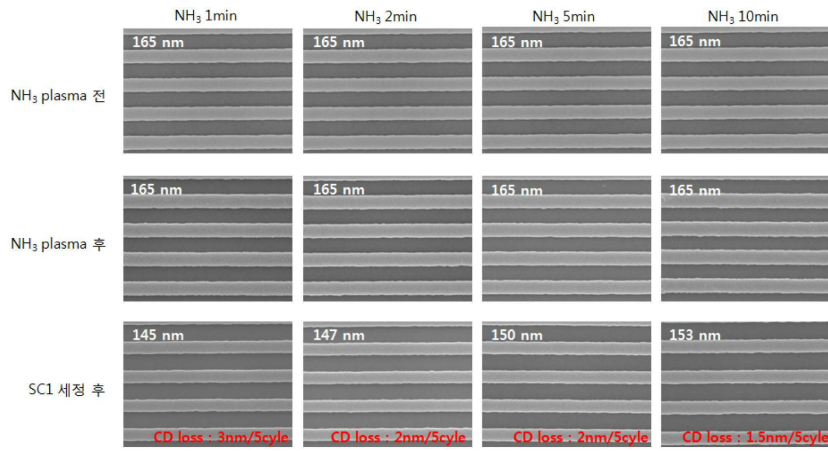 NH₃ 1min NH₃ 2min NH₃ 5min NH₃ 10min
NH₃ plasma 전
165 nm 165 nm 165 nm 165 nm
NH₃ plasma 후
165 nm 165 nm 165 nm 165 nm
SC1 세정 후
145 nm 147 nm 150 nm 153 nm
CD loss : 3nm/5cyle CD loss : 2nm/5cyle CD loss : 2nm/5cyle CD loss : 1.5nm/5cyle